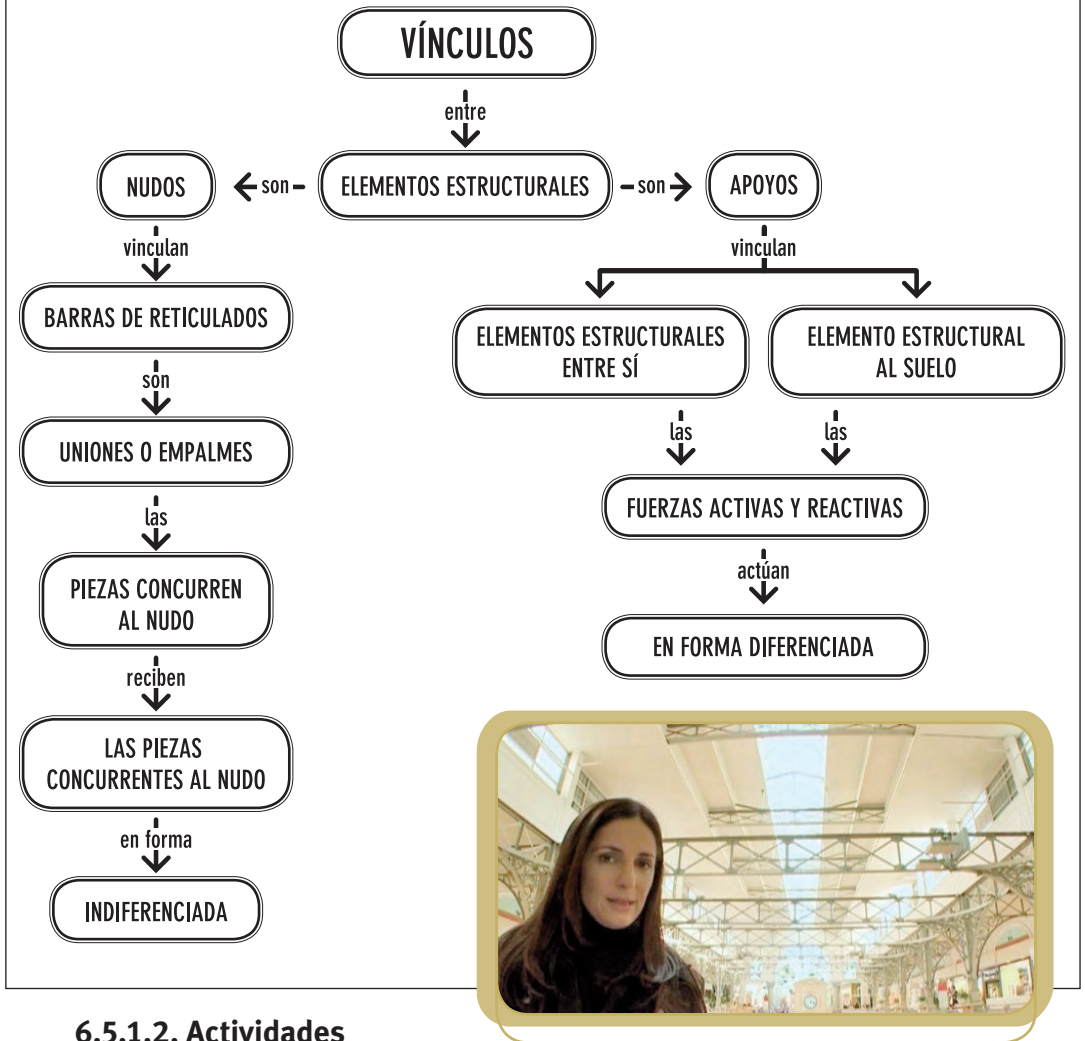 VÍNCULOS
entre
NUDOS
son
ELEMENTOS ESTRUCTURALES
son
APOYOS
vinculan
BARRAS DE RETICULADOS
son
UNIONES O EMPALMES
las
PIEZAS CONCURREN
AL NUDO
reciben
LAS PIEZAS
CONCURRENTES AL NUDO
en forma
INDIFERENCIADA
vinculan
ELEMENTOS ESTRUCTURALES
ENTRE SÍ
ELEMENTO ESTRUCTURAL
AL SUELO
las
las
FUERZAS ACTIVAS Y REACTIVAS
actúan
EN FORMA DIFERENCIADA
6.5.1.2. Actividades